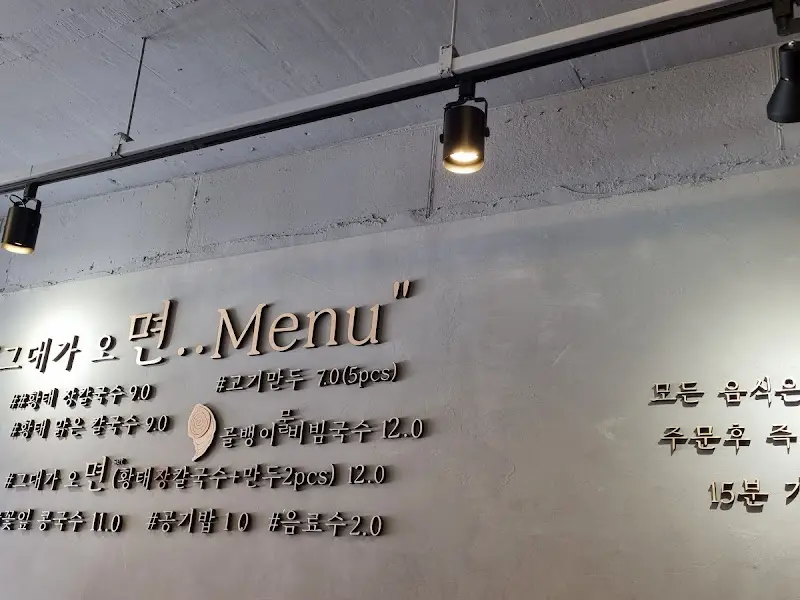 그대가 오면..Menu"
##황태 장칼국수 9.0
#고기만두 7.0(5pcs)
#황태 맑은 칼국수 9.0
골뱅이물비빔국수 12.0
#그대가 오면 (황태장칼국수+만두2pcs) 12.0
꽃잎 콩국수 11.0 #공기밥 1.0 #음료수2.0
모든 음식은
주문후 즉
15분